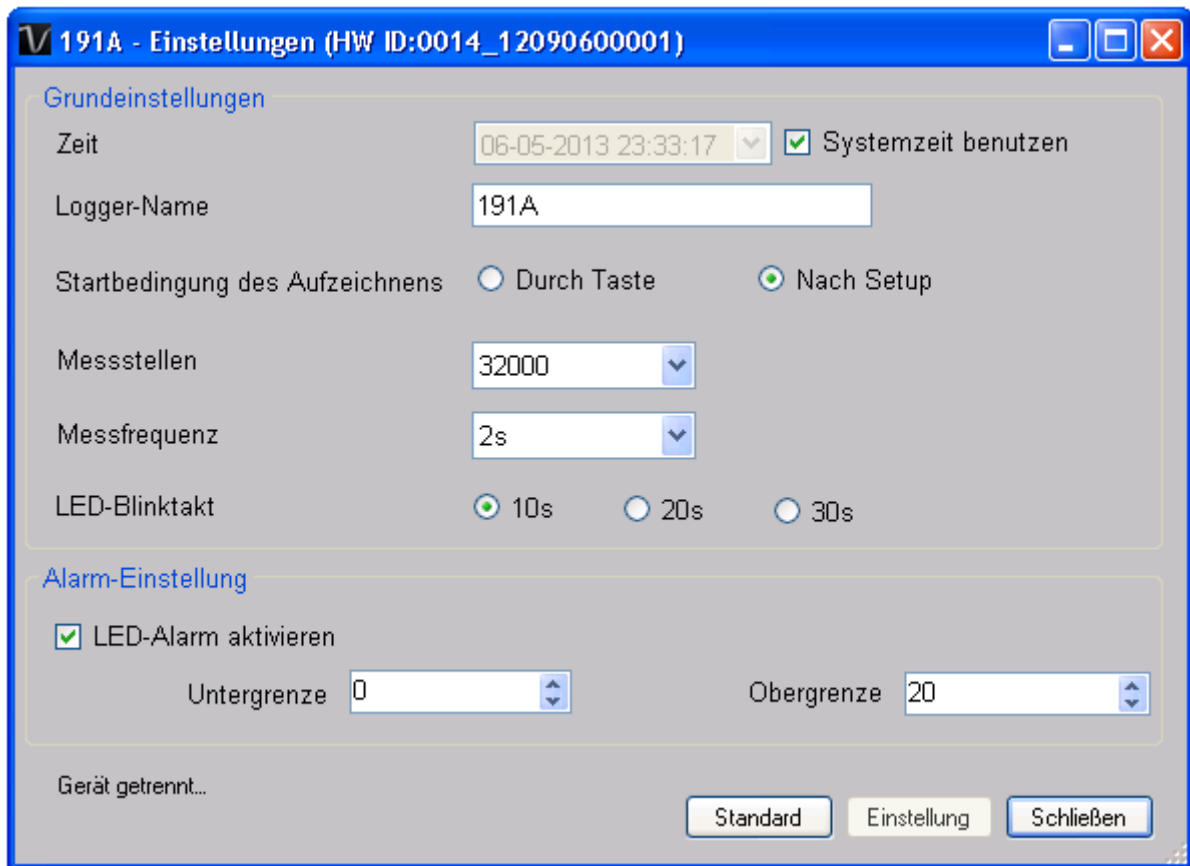 191A - Einstellungen (HW ID:0014_12090600001)
Grundeinstellungen
Zeit 06-05-2013 23:33:17 Systemzeit benutzen
Logger-Name 191A
Startbedingung des Aufzeichnens Durch Taste Nach Setup
Messstellen 32000
Messfrequenz 2s
LED-Blinktakt 10s 20s 30s
Alarm-Einstellung
LED-Alarm aktivieren
Untergrenze 0 Obergrenze 20
Gerät getrennt...
Standard Einstellung Schließen